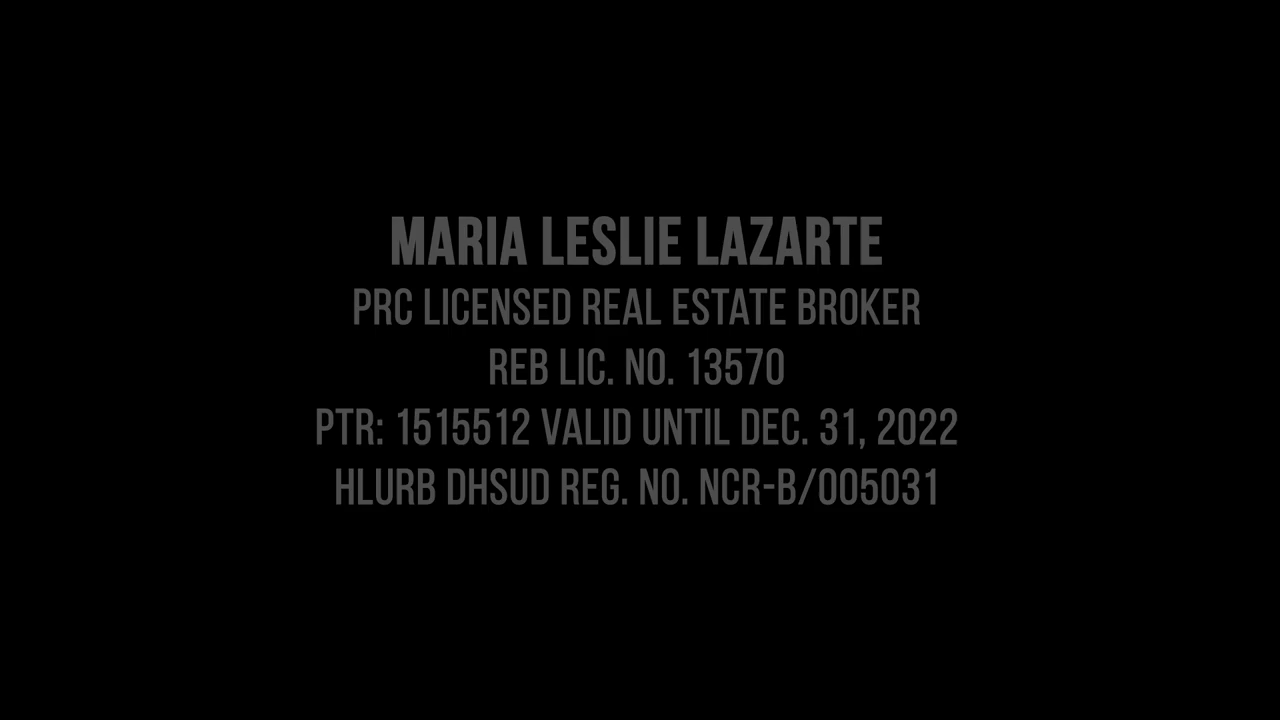 MARIA LESLIE LAZARTE
PRC LICENSED REAL ESTATE BROKER
REB LIC. NO. 13570
PTR: 1515512 VALID UNTIL DEC. 31, 2022
HLURB DHSUD REG. NO. NCR-B/005031